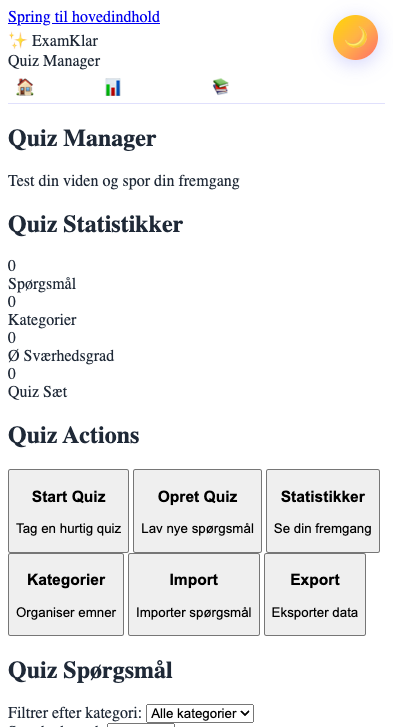 Spring til hovedindhold
✨ ExamKlar
Quiz Manager
Quiz Manager
Test din viden og spor din fremgang
Quiz Statistikker
0
Spørgsmål
0
Kategorier
0
Ø Sværhedsgrad
0
Quiz Sæt
Quiz Actions
Start Quiz
Tag en hurtig quiz
Opret Quiz
Lav nye spørgsmål
Statistikker
Se din fremgang
Kategorier
Organiser emner
Import
Importer spørgsmål
Export
Eksporter data
Quiz Spørgsmål
Filtrer efter kategori: Alle kategorier